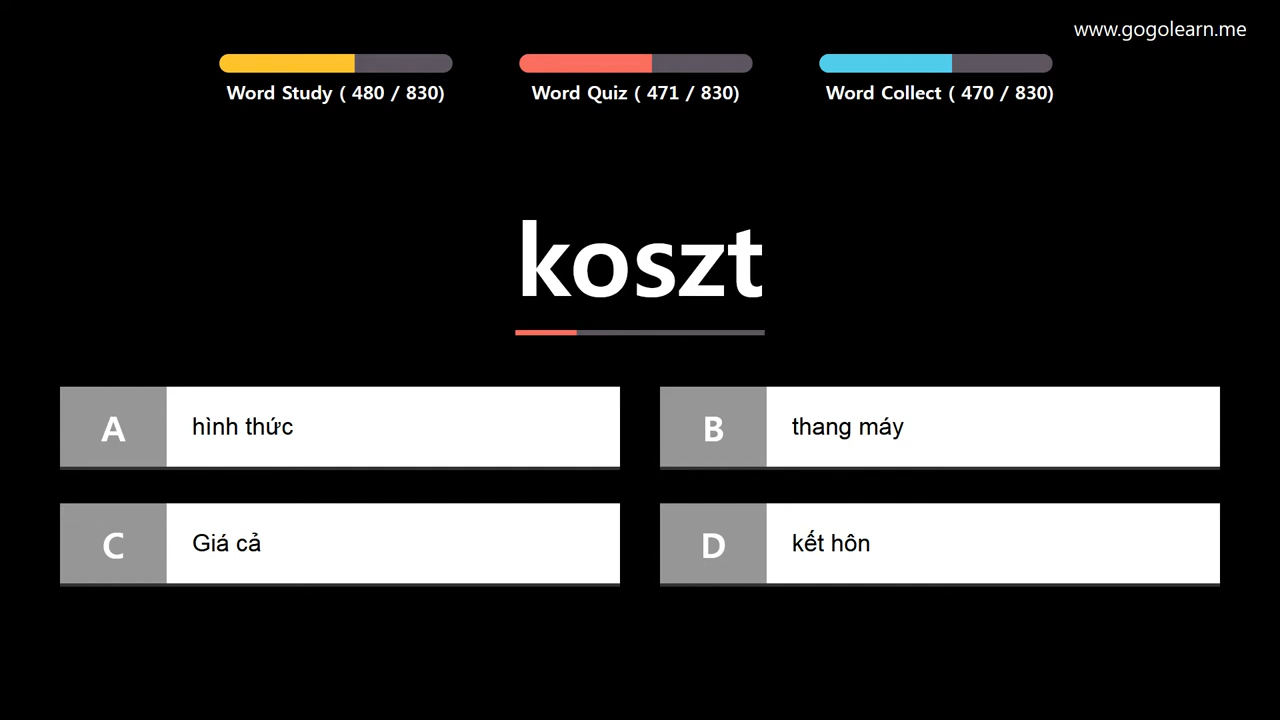 www.gogolearn.me
Word Study ( 480 / 830)
Word Quiz ( 471 / 830)
Word Collect ( 470 / 830)
koszt
A
hình thức
B
thang máy
C
Giá cả
D
kết hôn